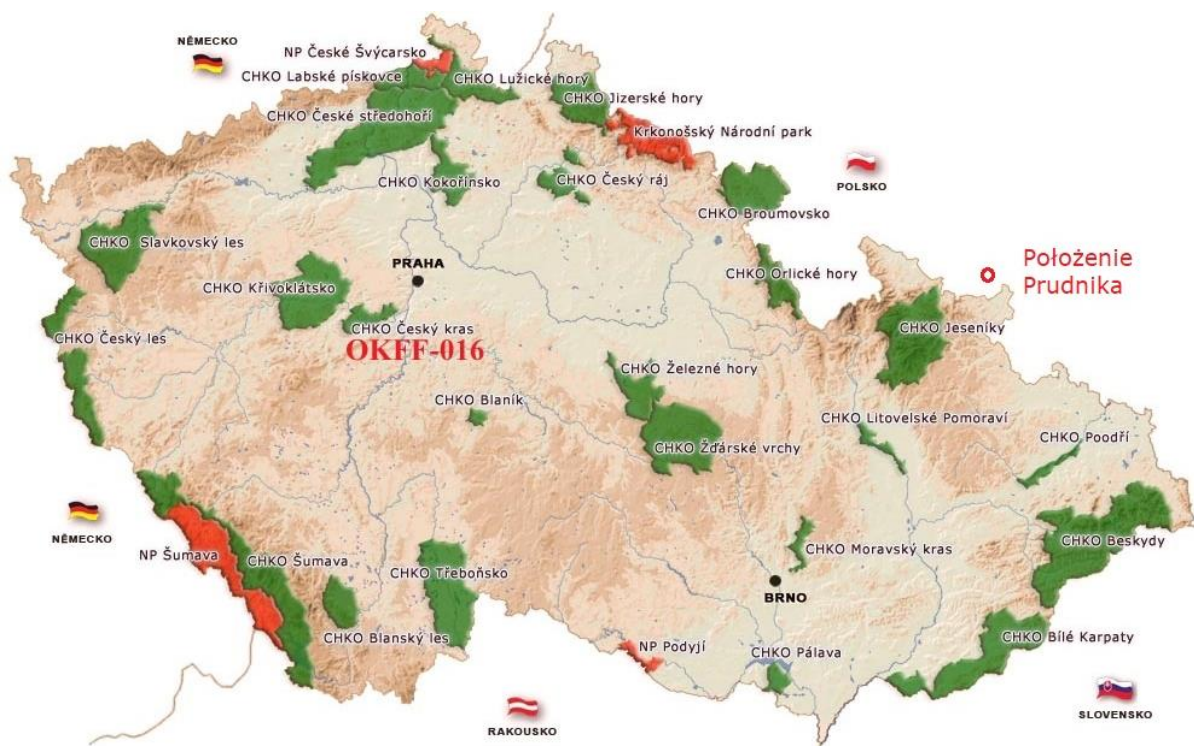 NĚMECKO
NP České Švýcarsko
CHKO Labské pískovce
CHKO Lužické hory
CHKO Jizerské hory
CHKO České středohoří
Krkonošský Národní park
POLSKO
CHKO Kokořínsko
CHKO Český ráj
CHKO Broumovsko
CHKO Slavkovský les
PRAHA
CHKO Orlické hory
Położenie
Prudnika
CHKO Křivoklátsko
CHKO Český les
CHKO Český kras
OKFF-016
CHKO Jeseníky
CHKO Železné hory
CHKO Blaník
CHKO Litovelské Pomoraví
CHKO Žďárské vrchy
CHKO Poodří
NĚMECKO
NP Šumava
CHKO Šumava
CHKO Třeboňsko
CHKO Moravský kras
CHKO Beskydy
BRNO
CHKO Blanský les
NP Podyjí
CHKO Pálava
CHKO Bílé Karpaty
RAKOUSKO
SLOVENSKO